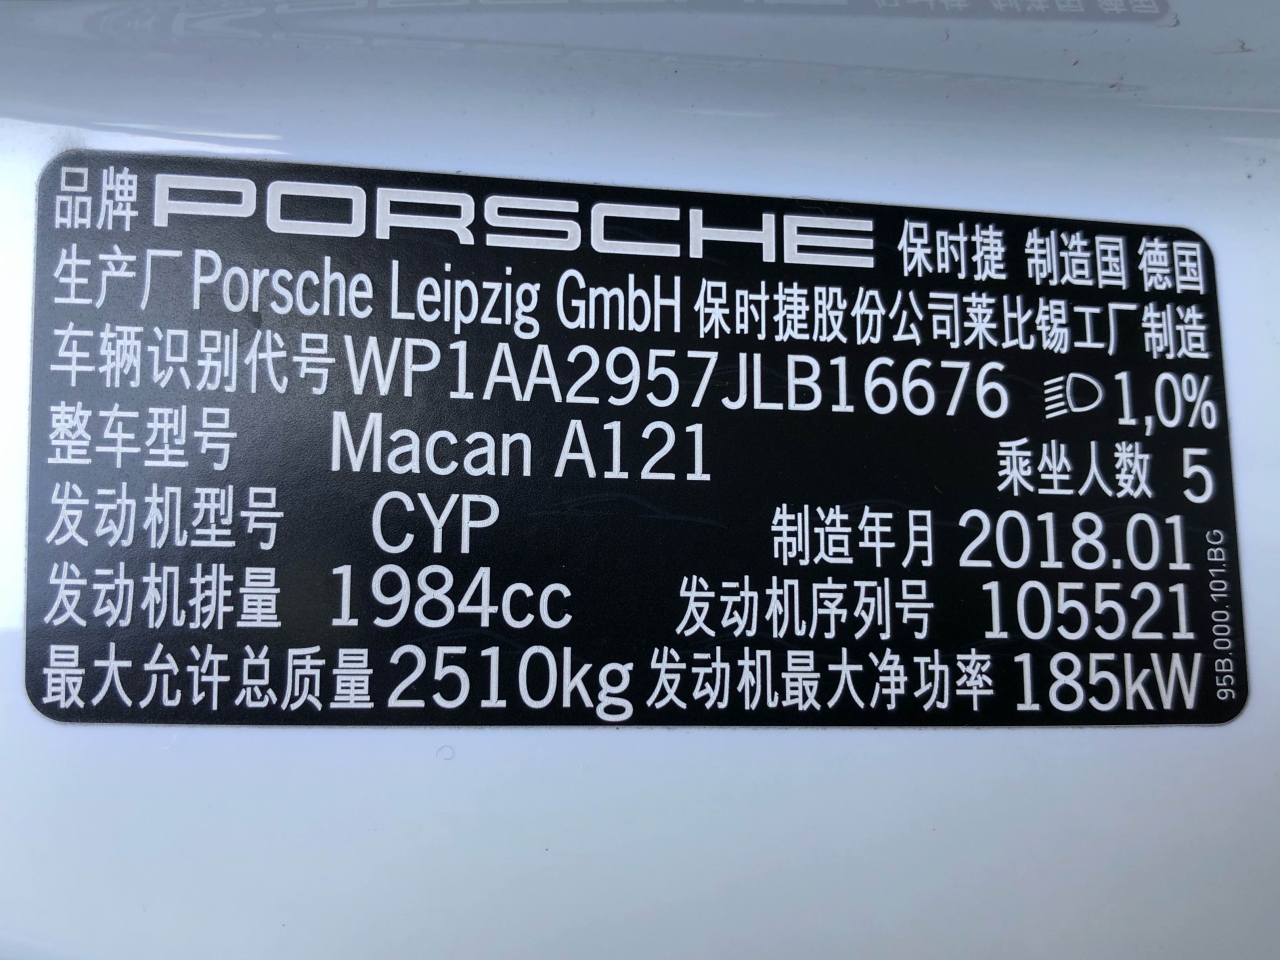 品牌 PORSCHE 保时捷 制造国 德国
生产厂 Porsche Leipzig GmbH 保时捷股份公司莱比锡工厂制造
车辆识别代号 WP1AA2957JLB16676 1,0%
整车型号 Macan A121 乘坐人数 5
发动机型号 CYP 制造年月 2018.01
发动机排量 1984cc 发动机序列号 105521
最大允许总质量 2510kg 发动机最大净功率 185kW
95B.000.101.BG